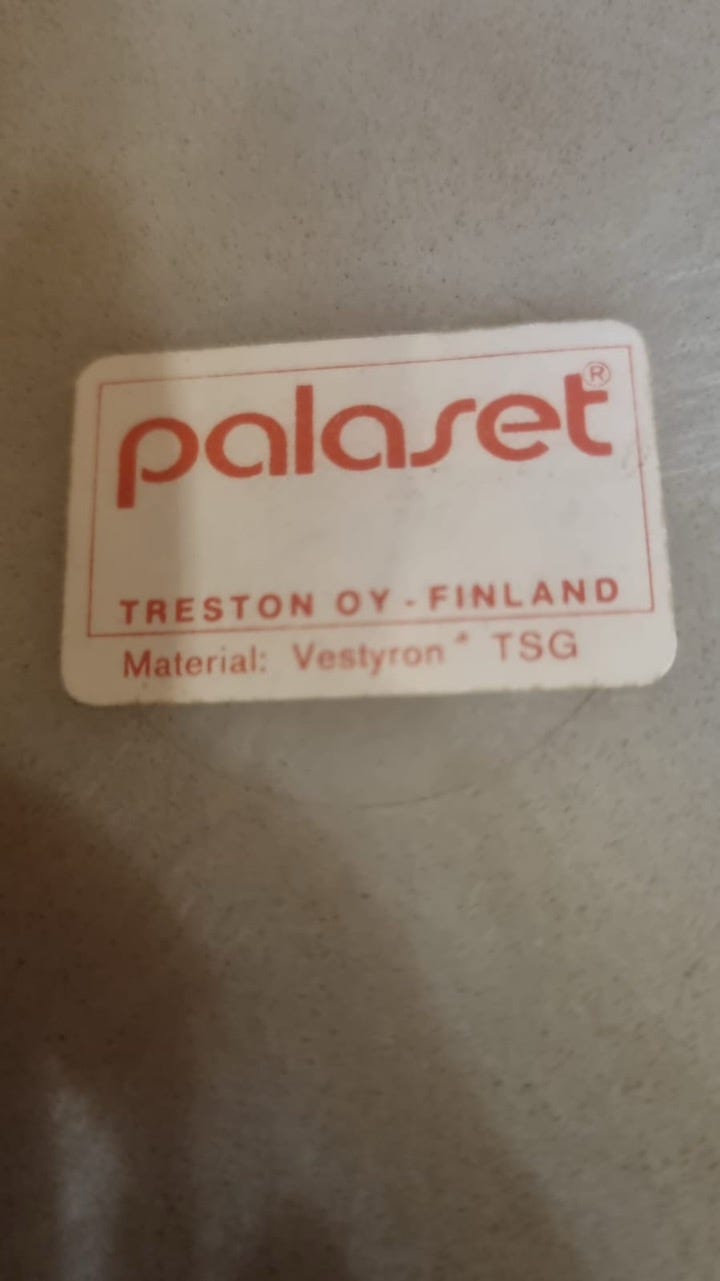 palaset®
TRESTON OY - FINLAND
Material: Vestyron* TSG